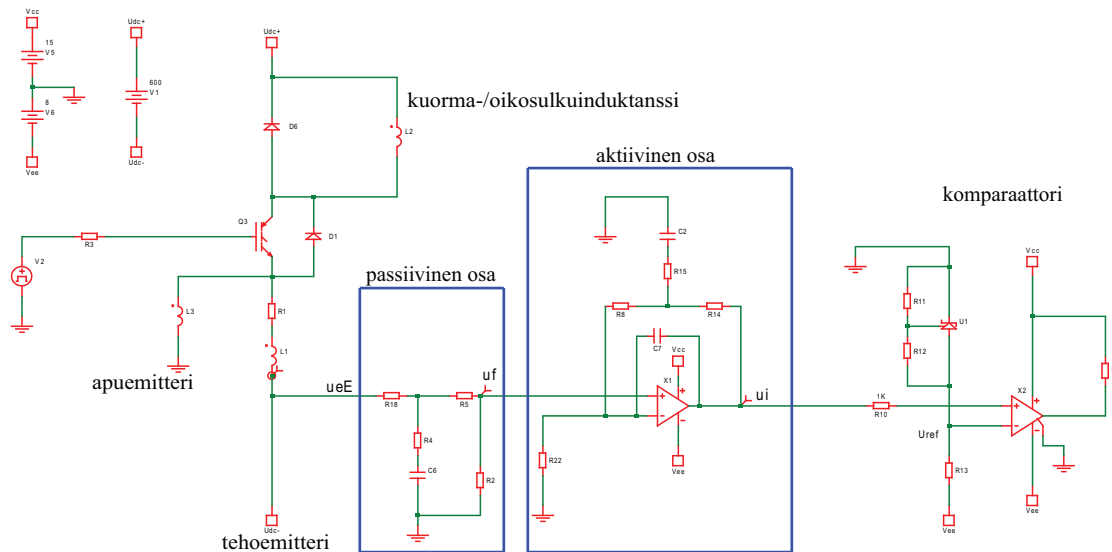 Vcc
15
V5
8
V6
Vee
Udc+
600
V1
Udc-
Udc+
kuorma-/oikosulkuinduktanssi
D6
L2
Q3
D1
R3
V2
L3
apuemitteri
R1
L1
Udc-
tehoemitteri
passiivinen osa
ueE
uf
R18
R5
R4
C6
R2
aktiivinen osa
C2
R15
R8
R14
C7
Vcc
X1
ui
R22
Vee
komparaattori
Vcc
R11
U1
R12
1K
R10
X2
Uref
R13
Vee
Vee